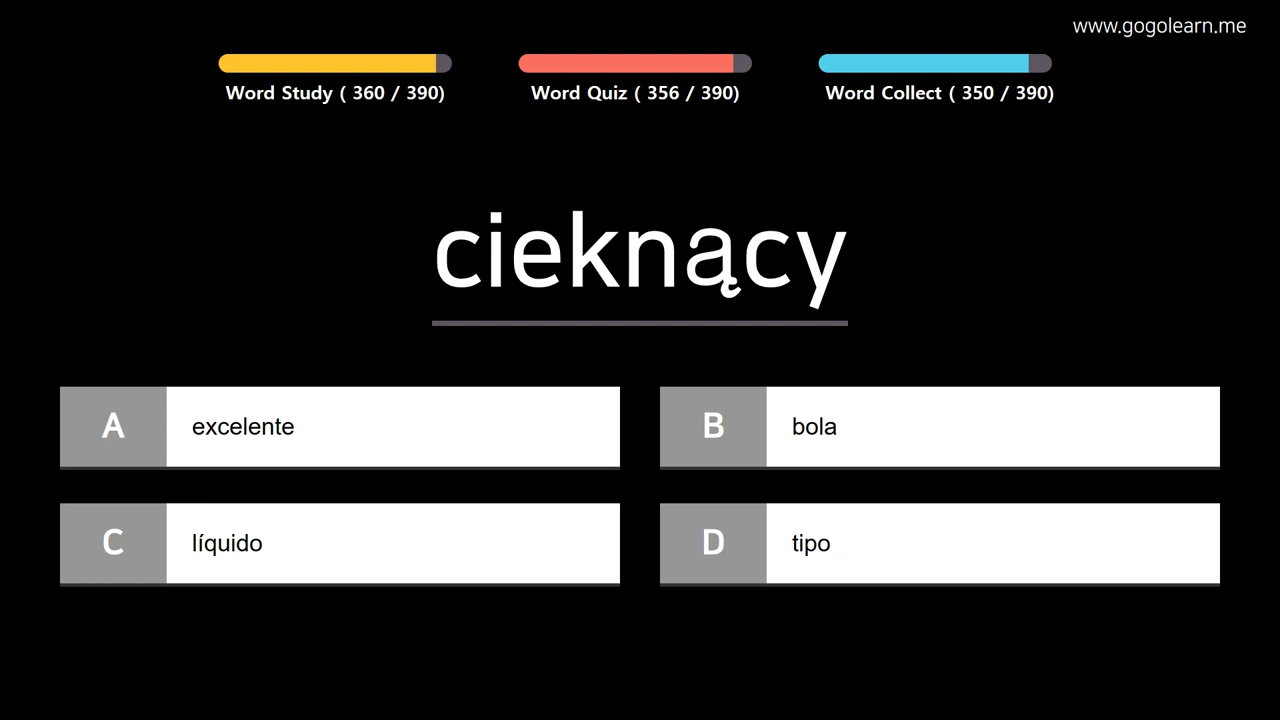 www.gogolearn.me
Word Study ( 360 / 390)
Word Quiz ( 356 / 390)
Word Collect ( 350 / 390)
cieknący
A excelente
B bola
C líquido
D tipo